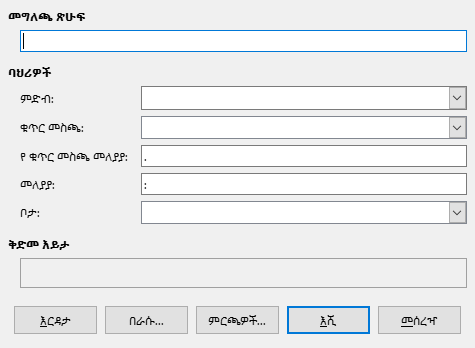 መግለጫ ጽሁፍ
ባህሪዎች
ምድብ:
ቁጥር መስጫ:
የ ቁጥር መስጫ መለያያ: .
መለያያ: :
ቦታ:
ቅድመ እይታ
እርዳታ በራሱ... ምርጫዎች... እሺ መሰረዣ